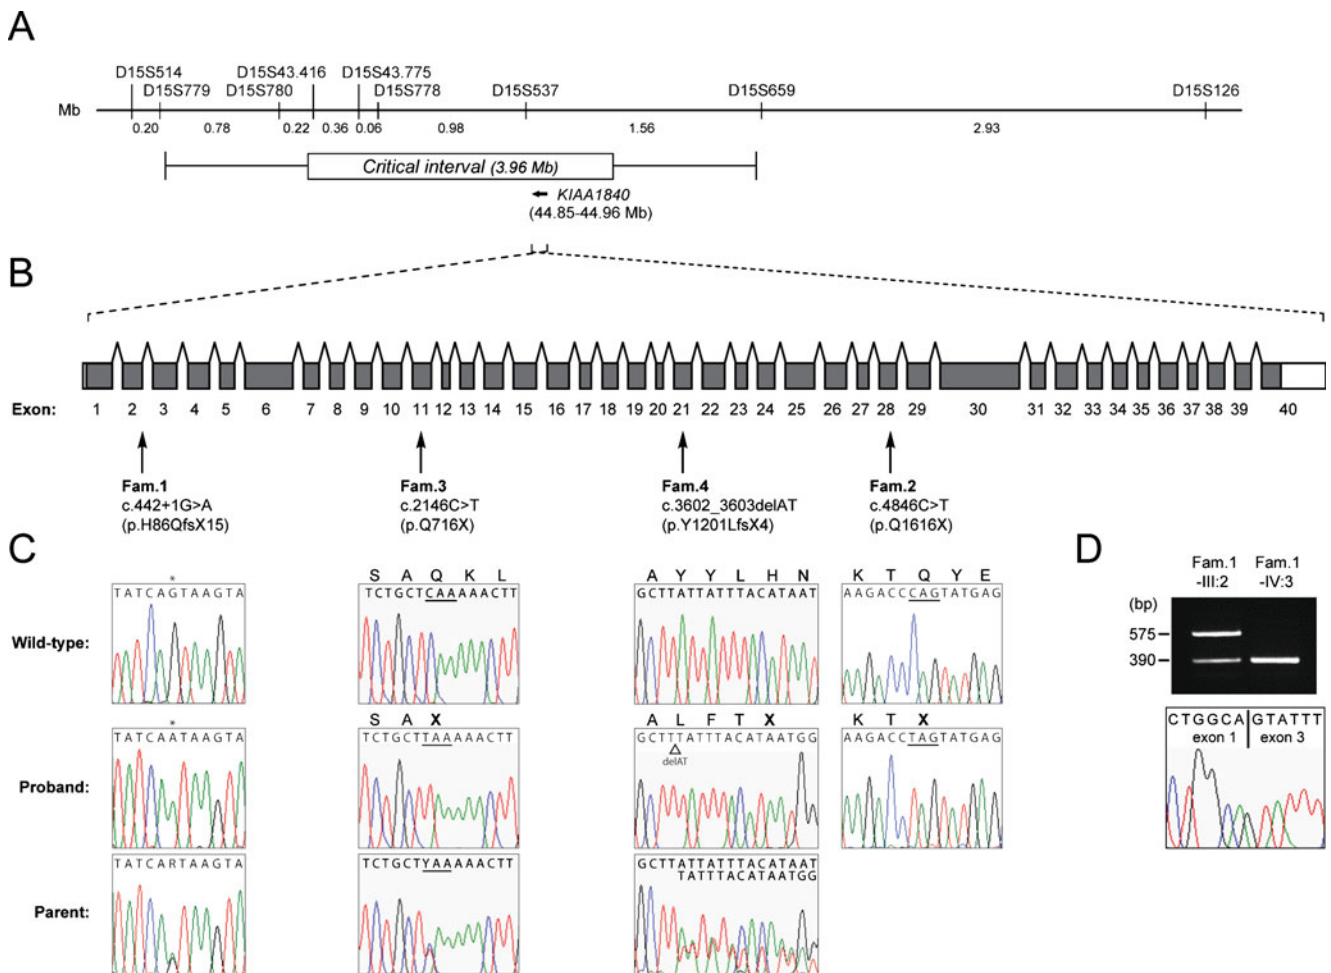 A
D15S514 D15S43.416 D15S43.775
D15S779 D15S780 D15S778 D15S537 D15S659 D15S126
Mb
0.20 0.78 0.22 0.36 0.06 0.98 1.56 2.93
Critical interval (3.96 Mb)
KIAA1840
(44.85-44.96 Mb)
B
Exon: 1 2 3 4 5 6 7 8 9 10 11 12 13 14 15 16 17 18 19 20 21 22 23 24 25 26 27 28 29 30 31 32 33 34 35 36 37 38 39 40
Fam.1 Fam.3 Fam.4 Fam.2
c.442+1G>A c.2146C>T c.3602_3603delAT c.4846C>T
(p.H86QfsX15) (p.Q716X) (p.Y1201LfsX4) (p.Q1616X)
C
* S A Q K L A Y Y L H N K T Q Y E
TATCAGTAAGTA TCTGCTCAAAAACTT GCTTATTATTTACATAAT AAGACCCAGTATGAG
Wild-type:
* S A X A L F T X K T X
TATCAATAAGTA TCTGCTTAAAAACTT GCTTTATTTACATAATGG AAGACCTAGTATGAG
delAT
Proband:
TATCARTAAGTA TCTGCTYAAAAACTT GCTTATTATTTACATAAT
TATTTACATAATGG
Parent:
D
Fam.1 Fam.1
-III:2 -IV:3
(bp)
575
390
CTGGCA GTATTT
exon 1 exon 3